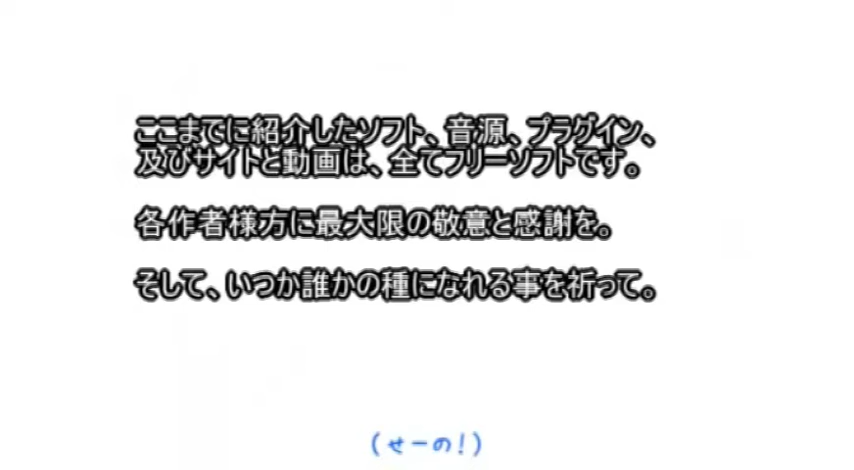 ここまでに紹介したソフト、音源、プラグイン、
及びサイトと動画は、全てフリーソフトです。
各作者様方に最大限の敬意と感謝を。
そして、いつか誰かの種になれる事を祈って。
(せーの!)